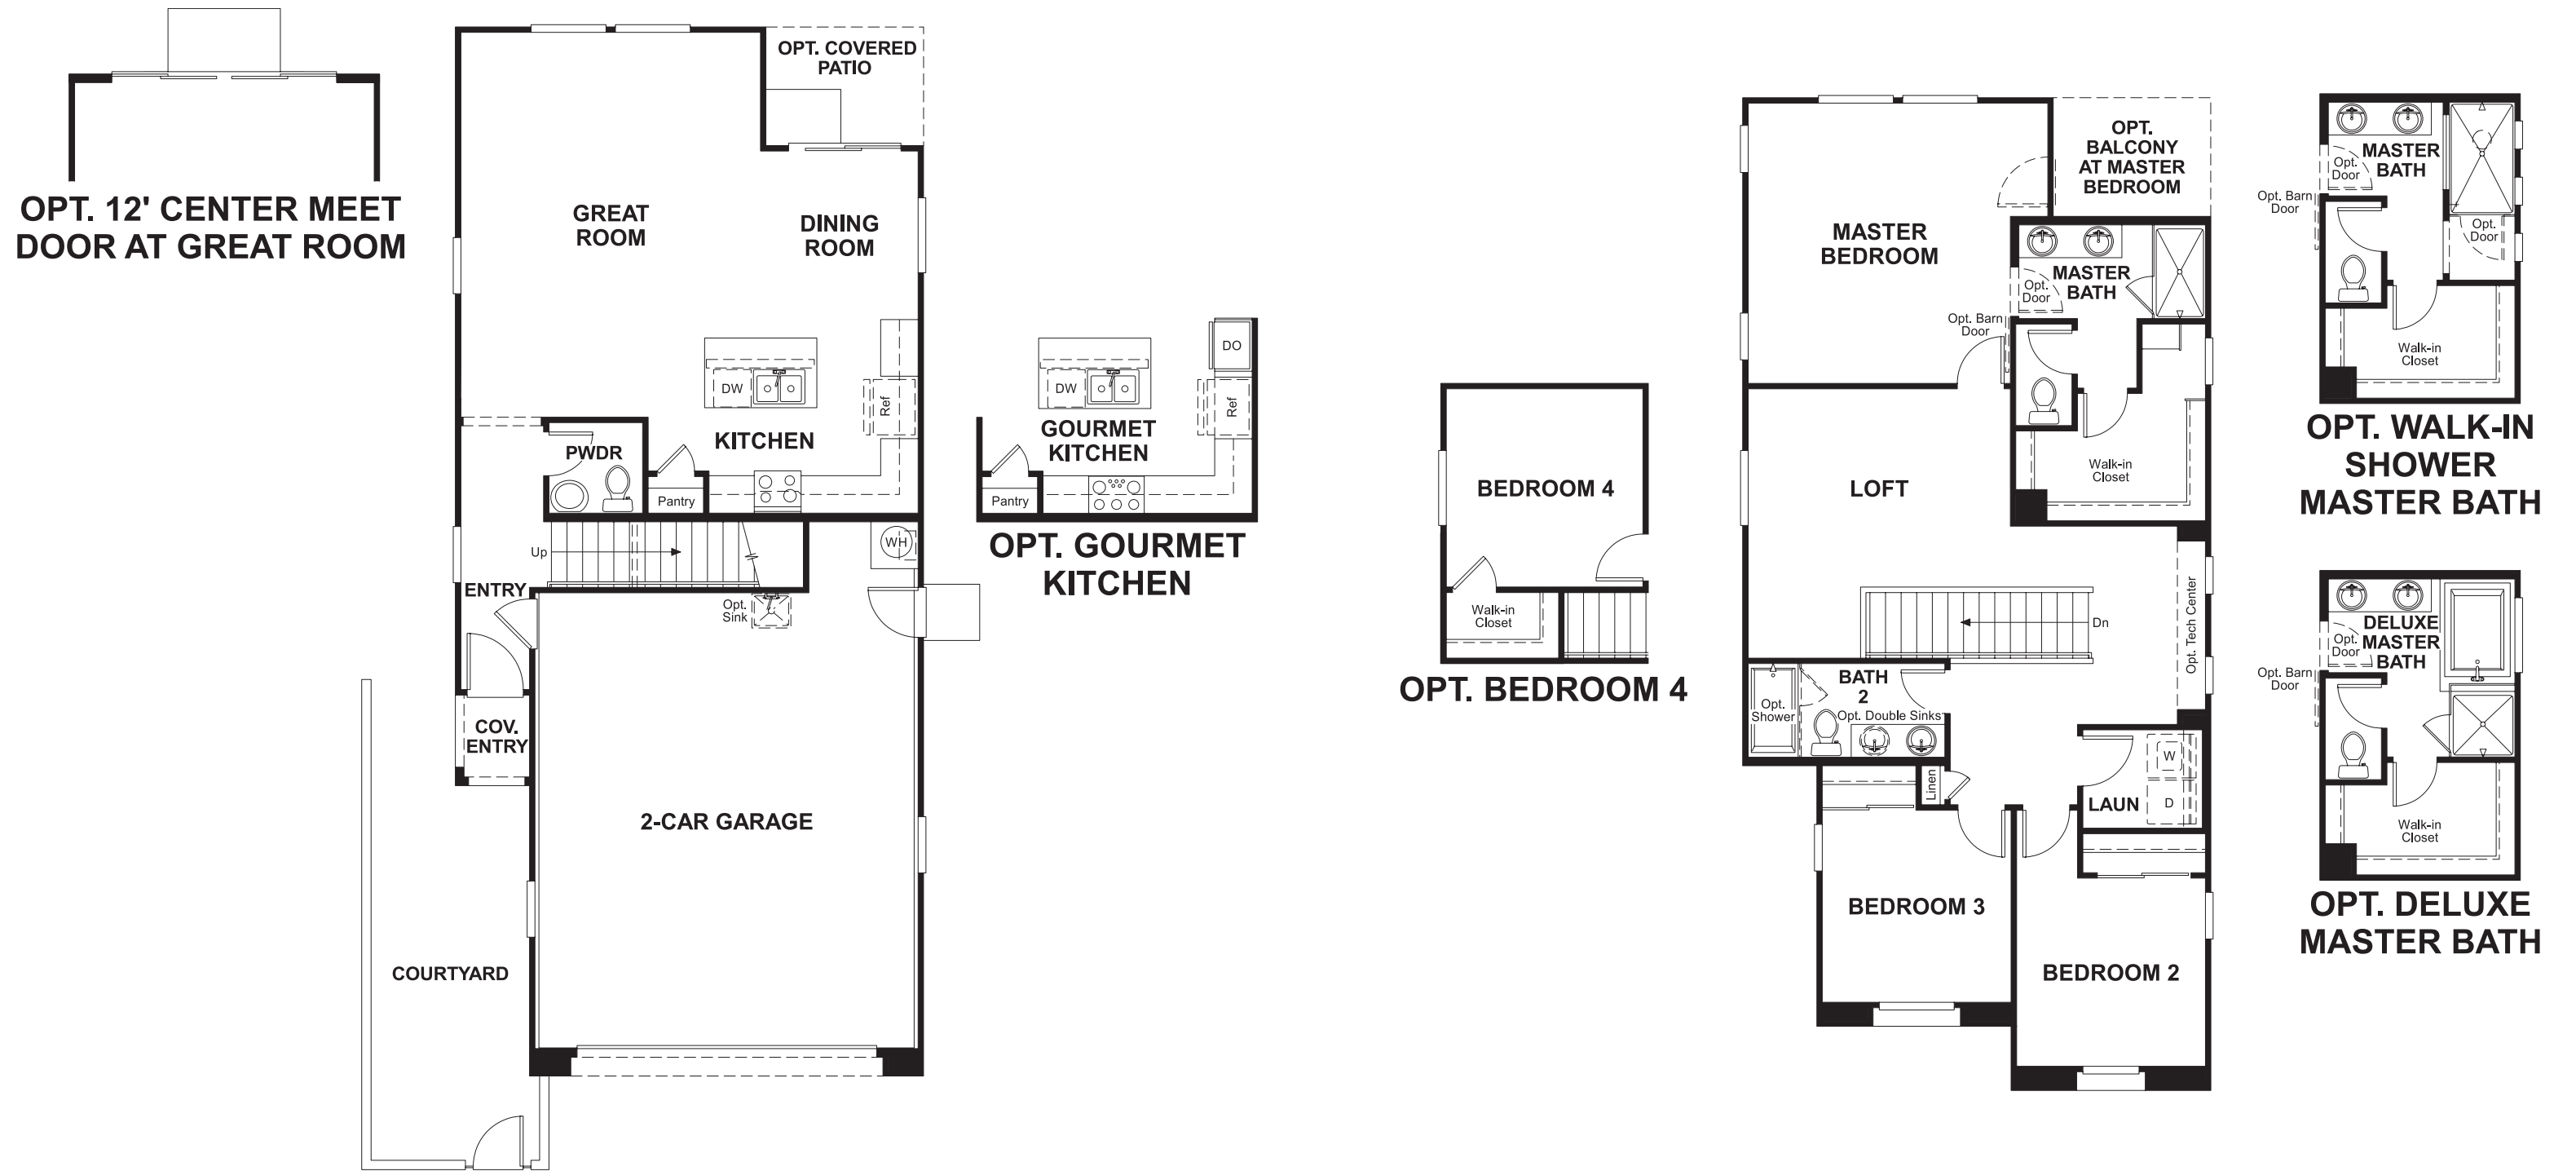 OPT. 12' CENTER MEET
DOOR AT GREAT ROOM
OPT. COVERED
PATIO
GREAT
ROOM
DINING
ROOM
DW
Ref
KITCHEN
PWDR
Pantry
Up
WH
ENTRY
Opt.
Sink
COV.
ENTRY
2-CAR GARAGE
COURTYARD
DO
DW
Ref
GOURMET
KITCHEN
Pantry
OPT. GOURMET
KITCHEN
BEDROOM 4
Walk-in
Closet
OPT. BEDROOM 4
OPT.
BALCONY
AT MASTER
BEDROOM
MASTER
BEDROOM
MASTER
BATH
Opt.
Door
Opt. Barn
Door
Walk-in
Closet
LOFT
Opt. Tech Center
Dn
BATH
2
Opt.
Shower
Opt. Double Sinks
Linen
W
D
LAUN
BEDROOM 3
BEDROOM 2
MASTER
BATH
Opt.
Door
Opt. Barn
Door
Opt.
Door
Walk-in
Closet
OPT. WALK-IN
SHOWER
MASTER BATH
DELUXE
MASTER
BATH
Opt.
Door
Opt. Barn
Door
Walk-in
Closet
OPT. DELUXE
MASTER BATH